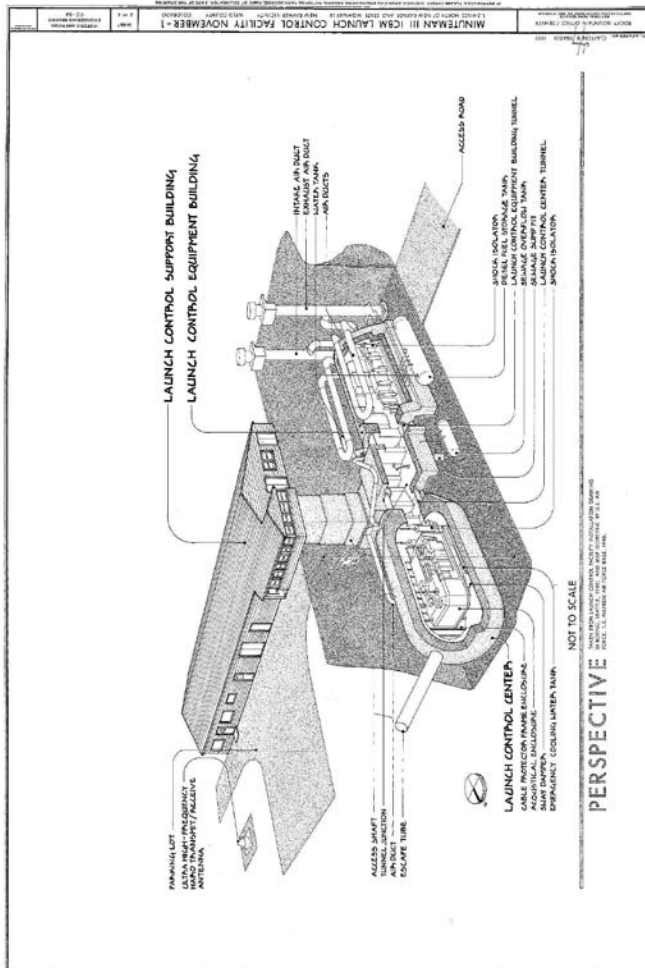 LAUNCH CONTROL SUPPORT BUILDING
LAUNCH CONTROL EQUIPMENT BUILDING
INTAKE AIR DUCT
EXHAUST AIR DUCT
WATER TANK
AIR DUCTS
ACCESS ROAD
PARKING LOT
ULTRA HIGH-FREQUENCY
HARD TRANSMIT/RECEIVE
ANTENNA
ACCESS SHAFT
TUNNEL JUNCTION
AIR DUCT
ESCAPE TUBE
SHOCK ISOLATOR
DIESEL FUEL STORAGE TANK
LAUNCH CONTROL EQUIPMENT BUILDING TUNNEL
SEWAGE OVERFLOW TANK
SEWAGE SUMP PIT
LAUNCH CONTROL CENTER TUNNEL
SHOCK ISOLATOR
LAUNCH CONTROL CENTER
CABLE PROTECTOR FRAME ENCLOSURE
ACOUSTICAL ENCLOSURE
EMERGENCY COOLING WATER TANK
NOT TO SCALE
PERSPECTIVE
MINUTEMAN III ICBM LAUNCH CONTROL FACILITY NOVEMBER-1
WELD COUNTY
COLORADO